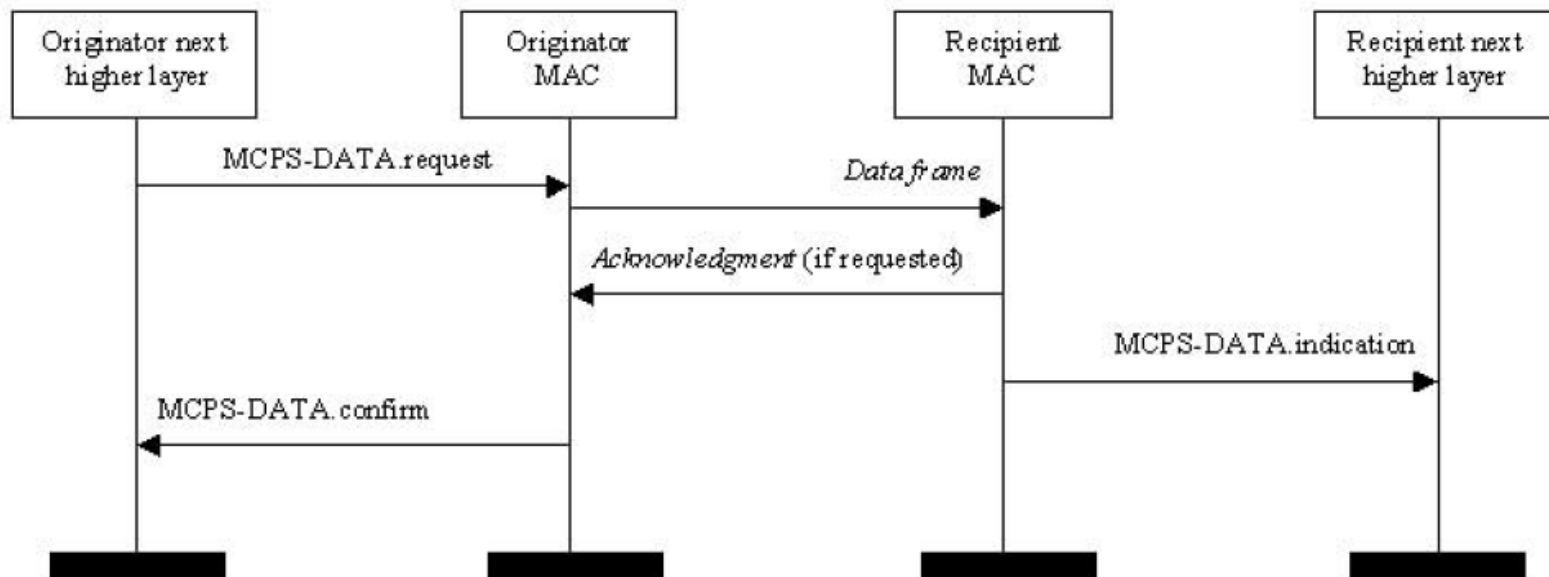 Originator next
higher layer
Originator
MAC
Recipient
MAC
Recipient next
higher layer
MCPS-DATA.request
Data frame
Acknowledgment (if requested)
MCPS-DATA.indication
MCPS-DATA.confirm